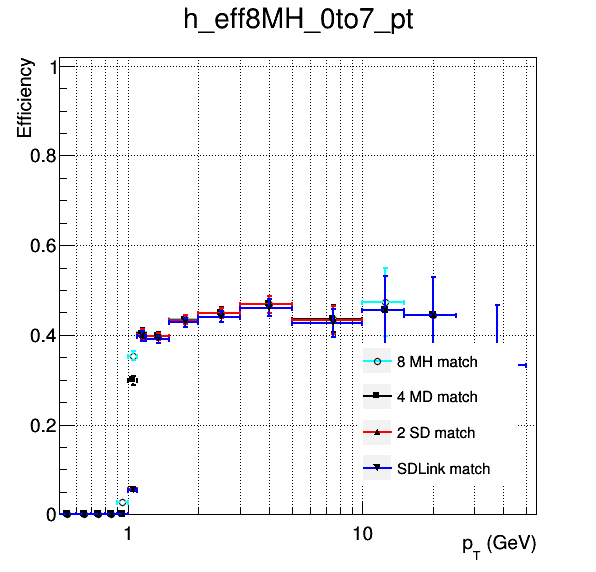 h_eff8MH_0to7_pt
Efficiency
1
0.8
0.6
0.4
0.2
0
8 MH match
4 MD match
2 SD match
SDLink match
1
10
p_T (GeV)